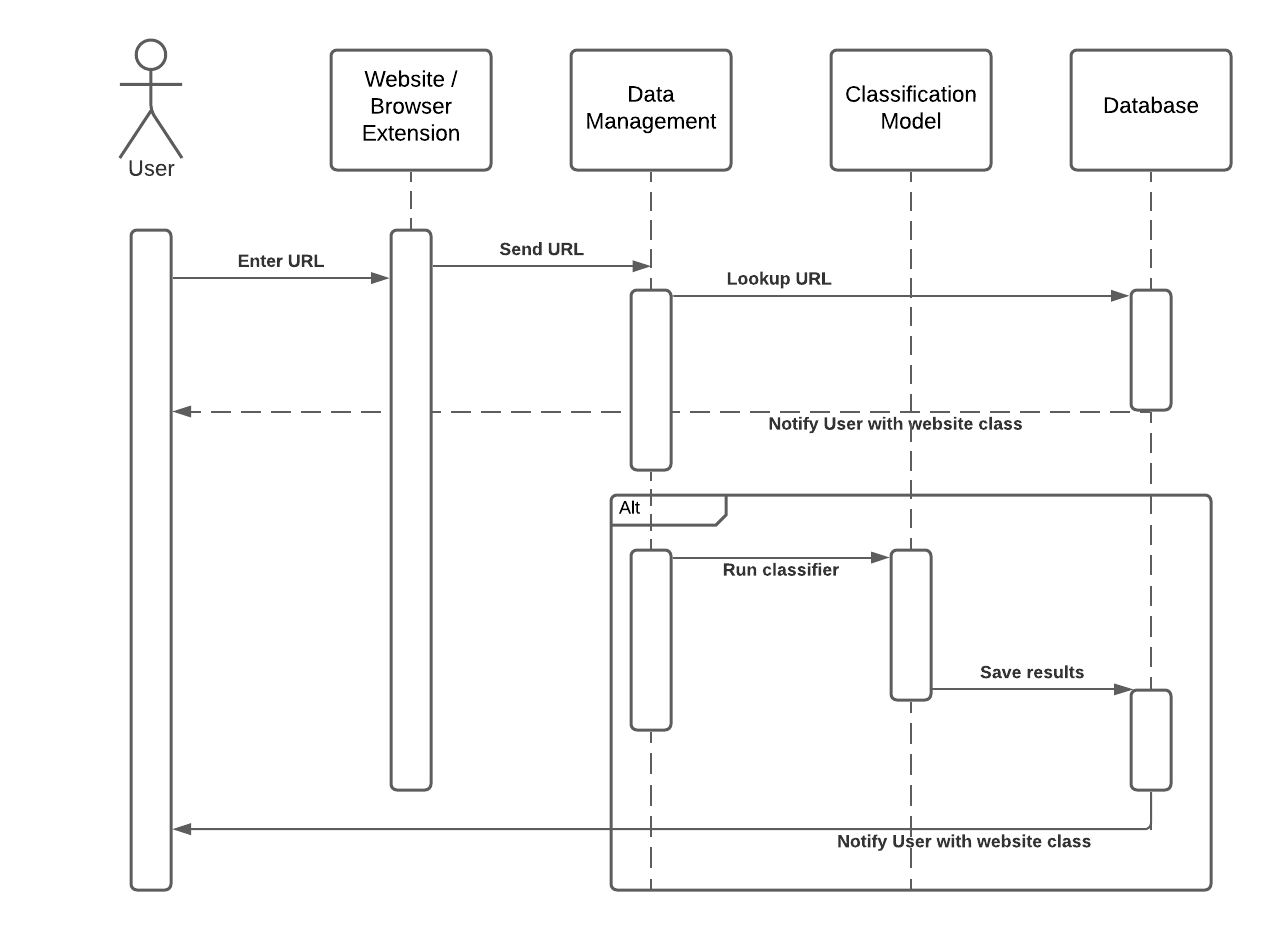 User
Website /
Browser
Extension
Data
Management
Classification
Model
Database
Enter URL
Send URL
Lookup URL
Notify User with website class
Alt
Run classifier
Save results
Notify User with website class